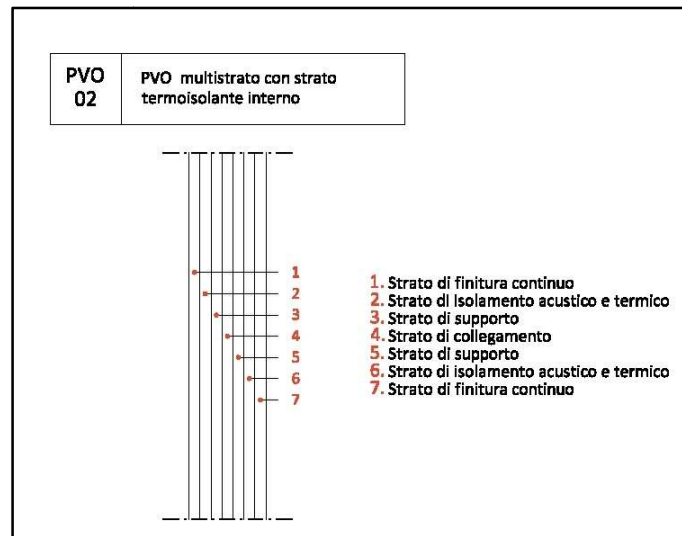 PVO
02
PVO multistrato con strato
termoisolante interno
1
2
3
4
5
6
7
1. Strato di finitura continuo
2. Strato di isolamento acustico e termico
3. Strato di supporto
4. Strato di collegamento
5. Strato di supporto
6. Strato di isolamento acustico e termico
7. Strato di finitura continuo